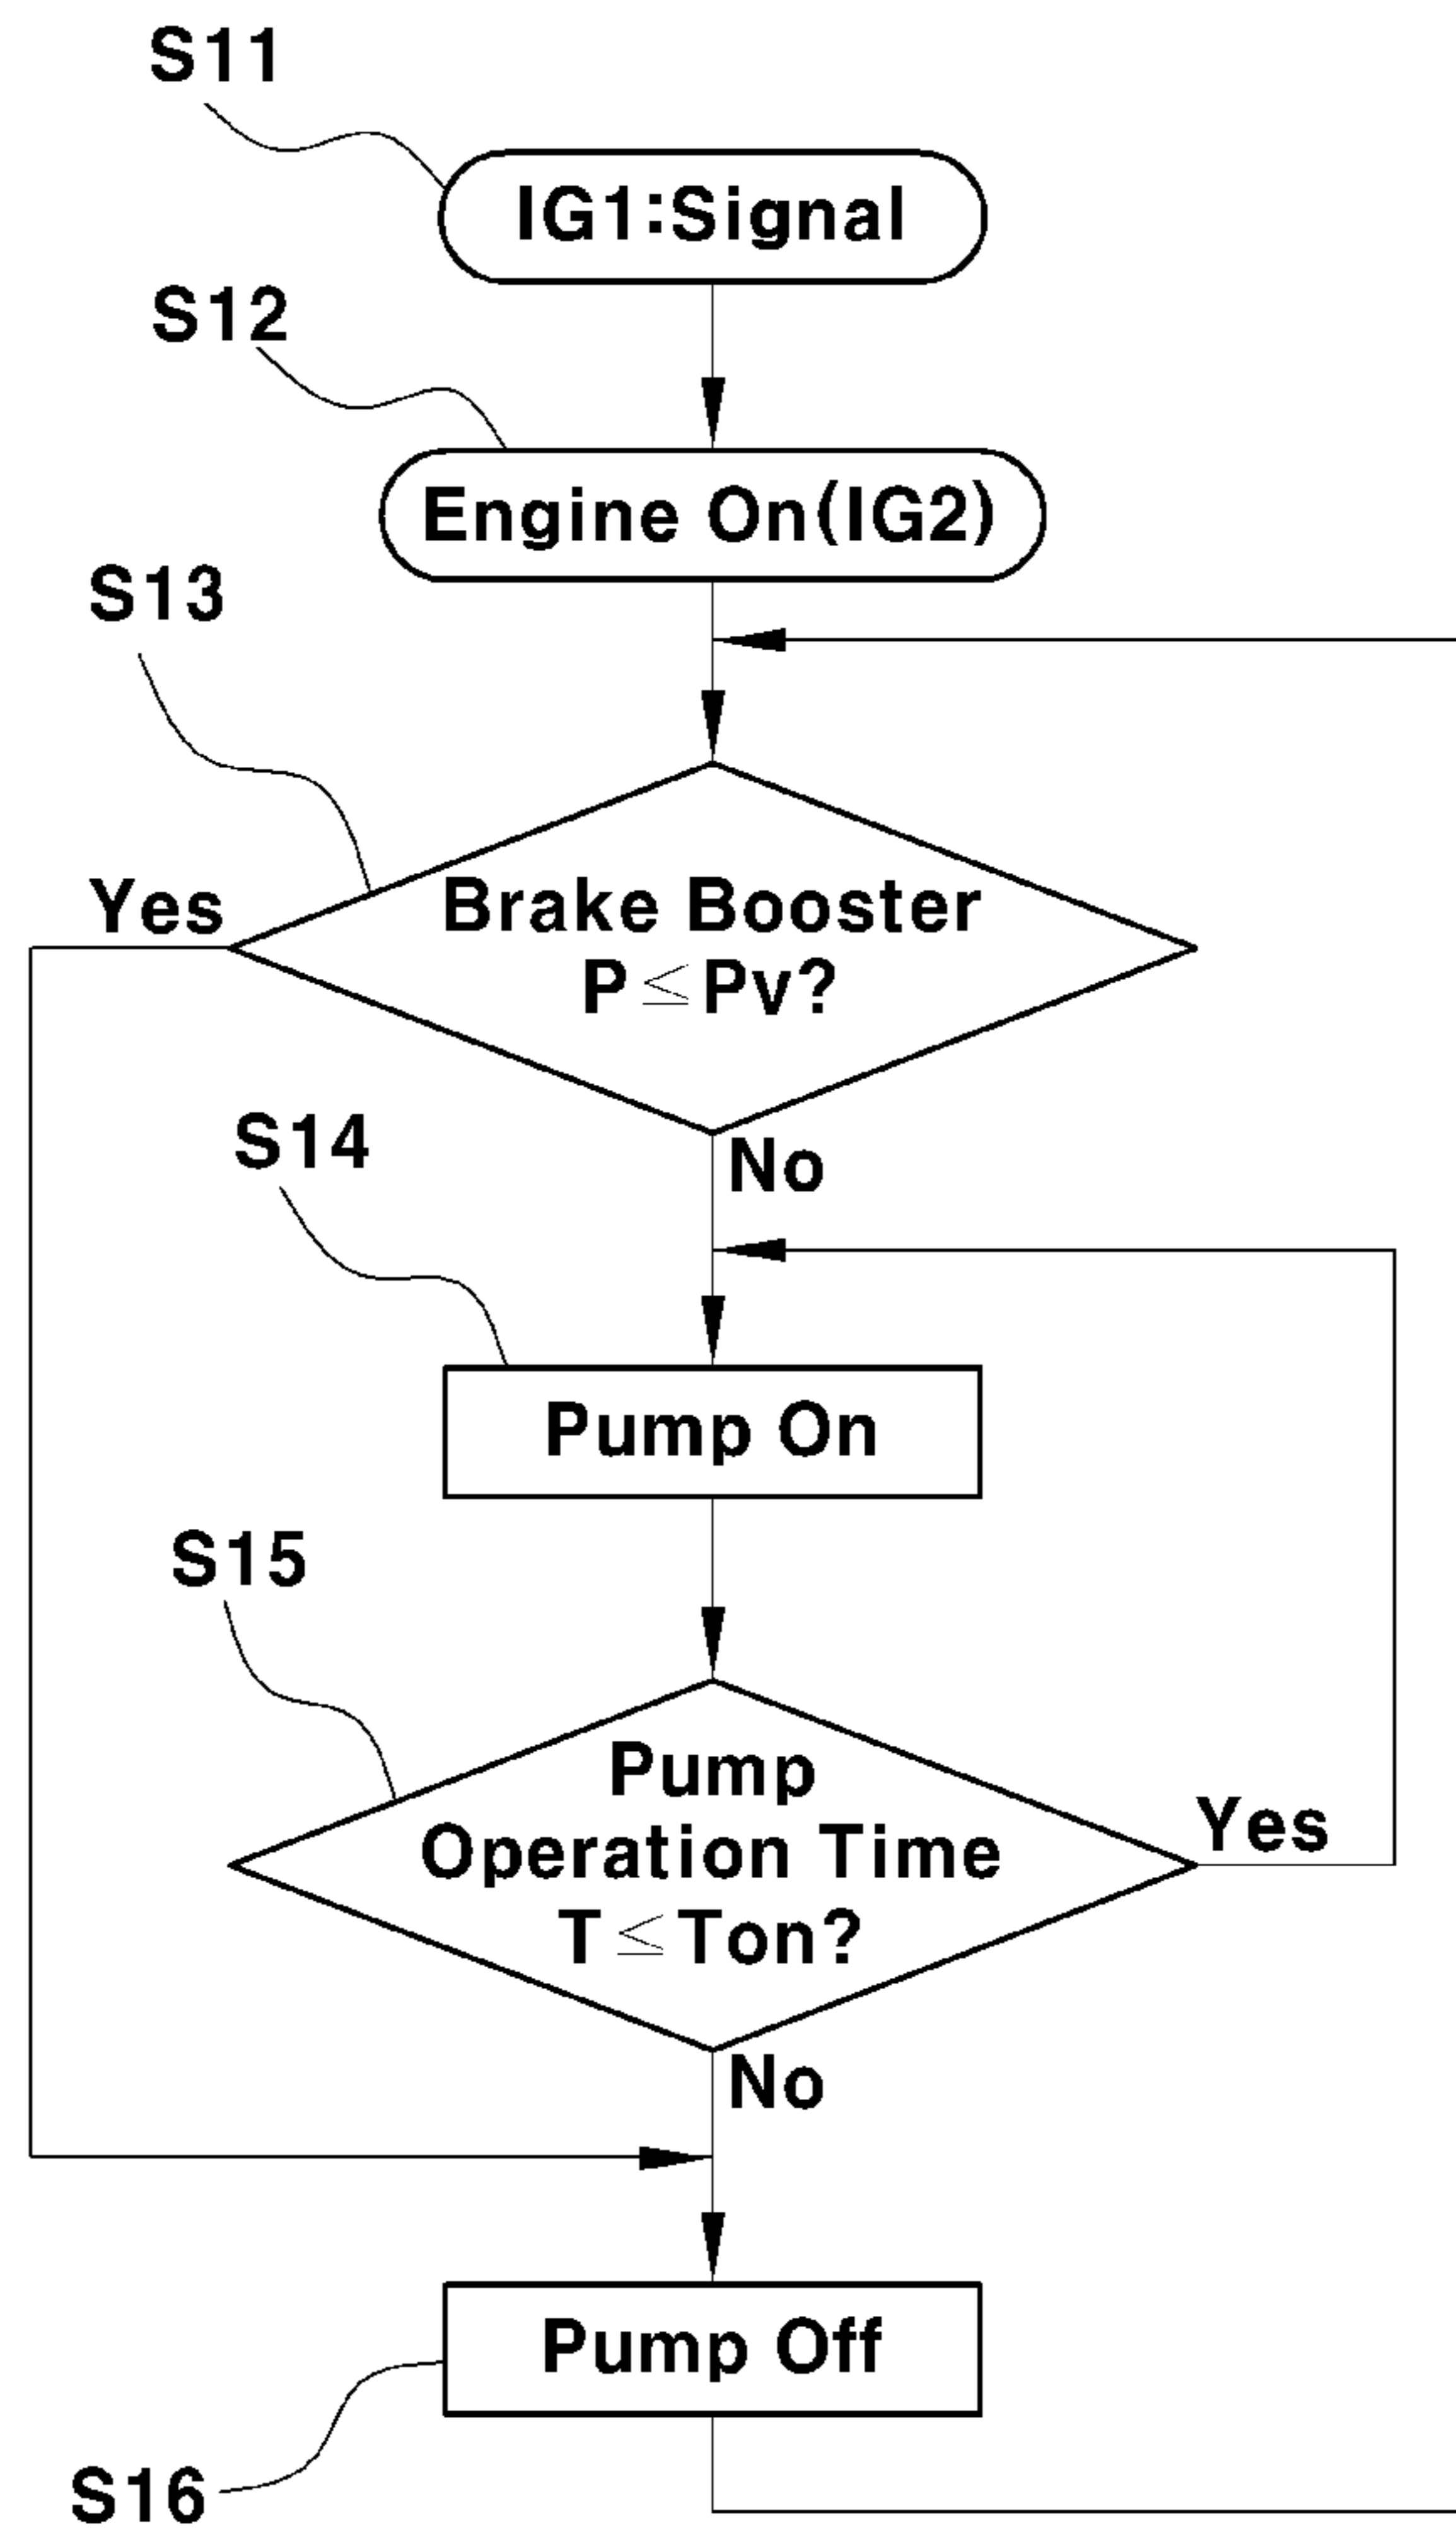 S11
IG1:Signal
S12
Engine On(IG2)
S13
Yes
Brake Booster
P≤Pv?
No
S14
Pump On
S15
Pump
Operation Time
T≤Ton?
Yes
No
Pump Off
S16